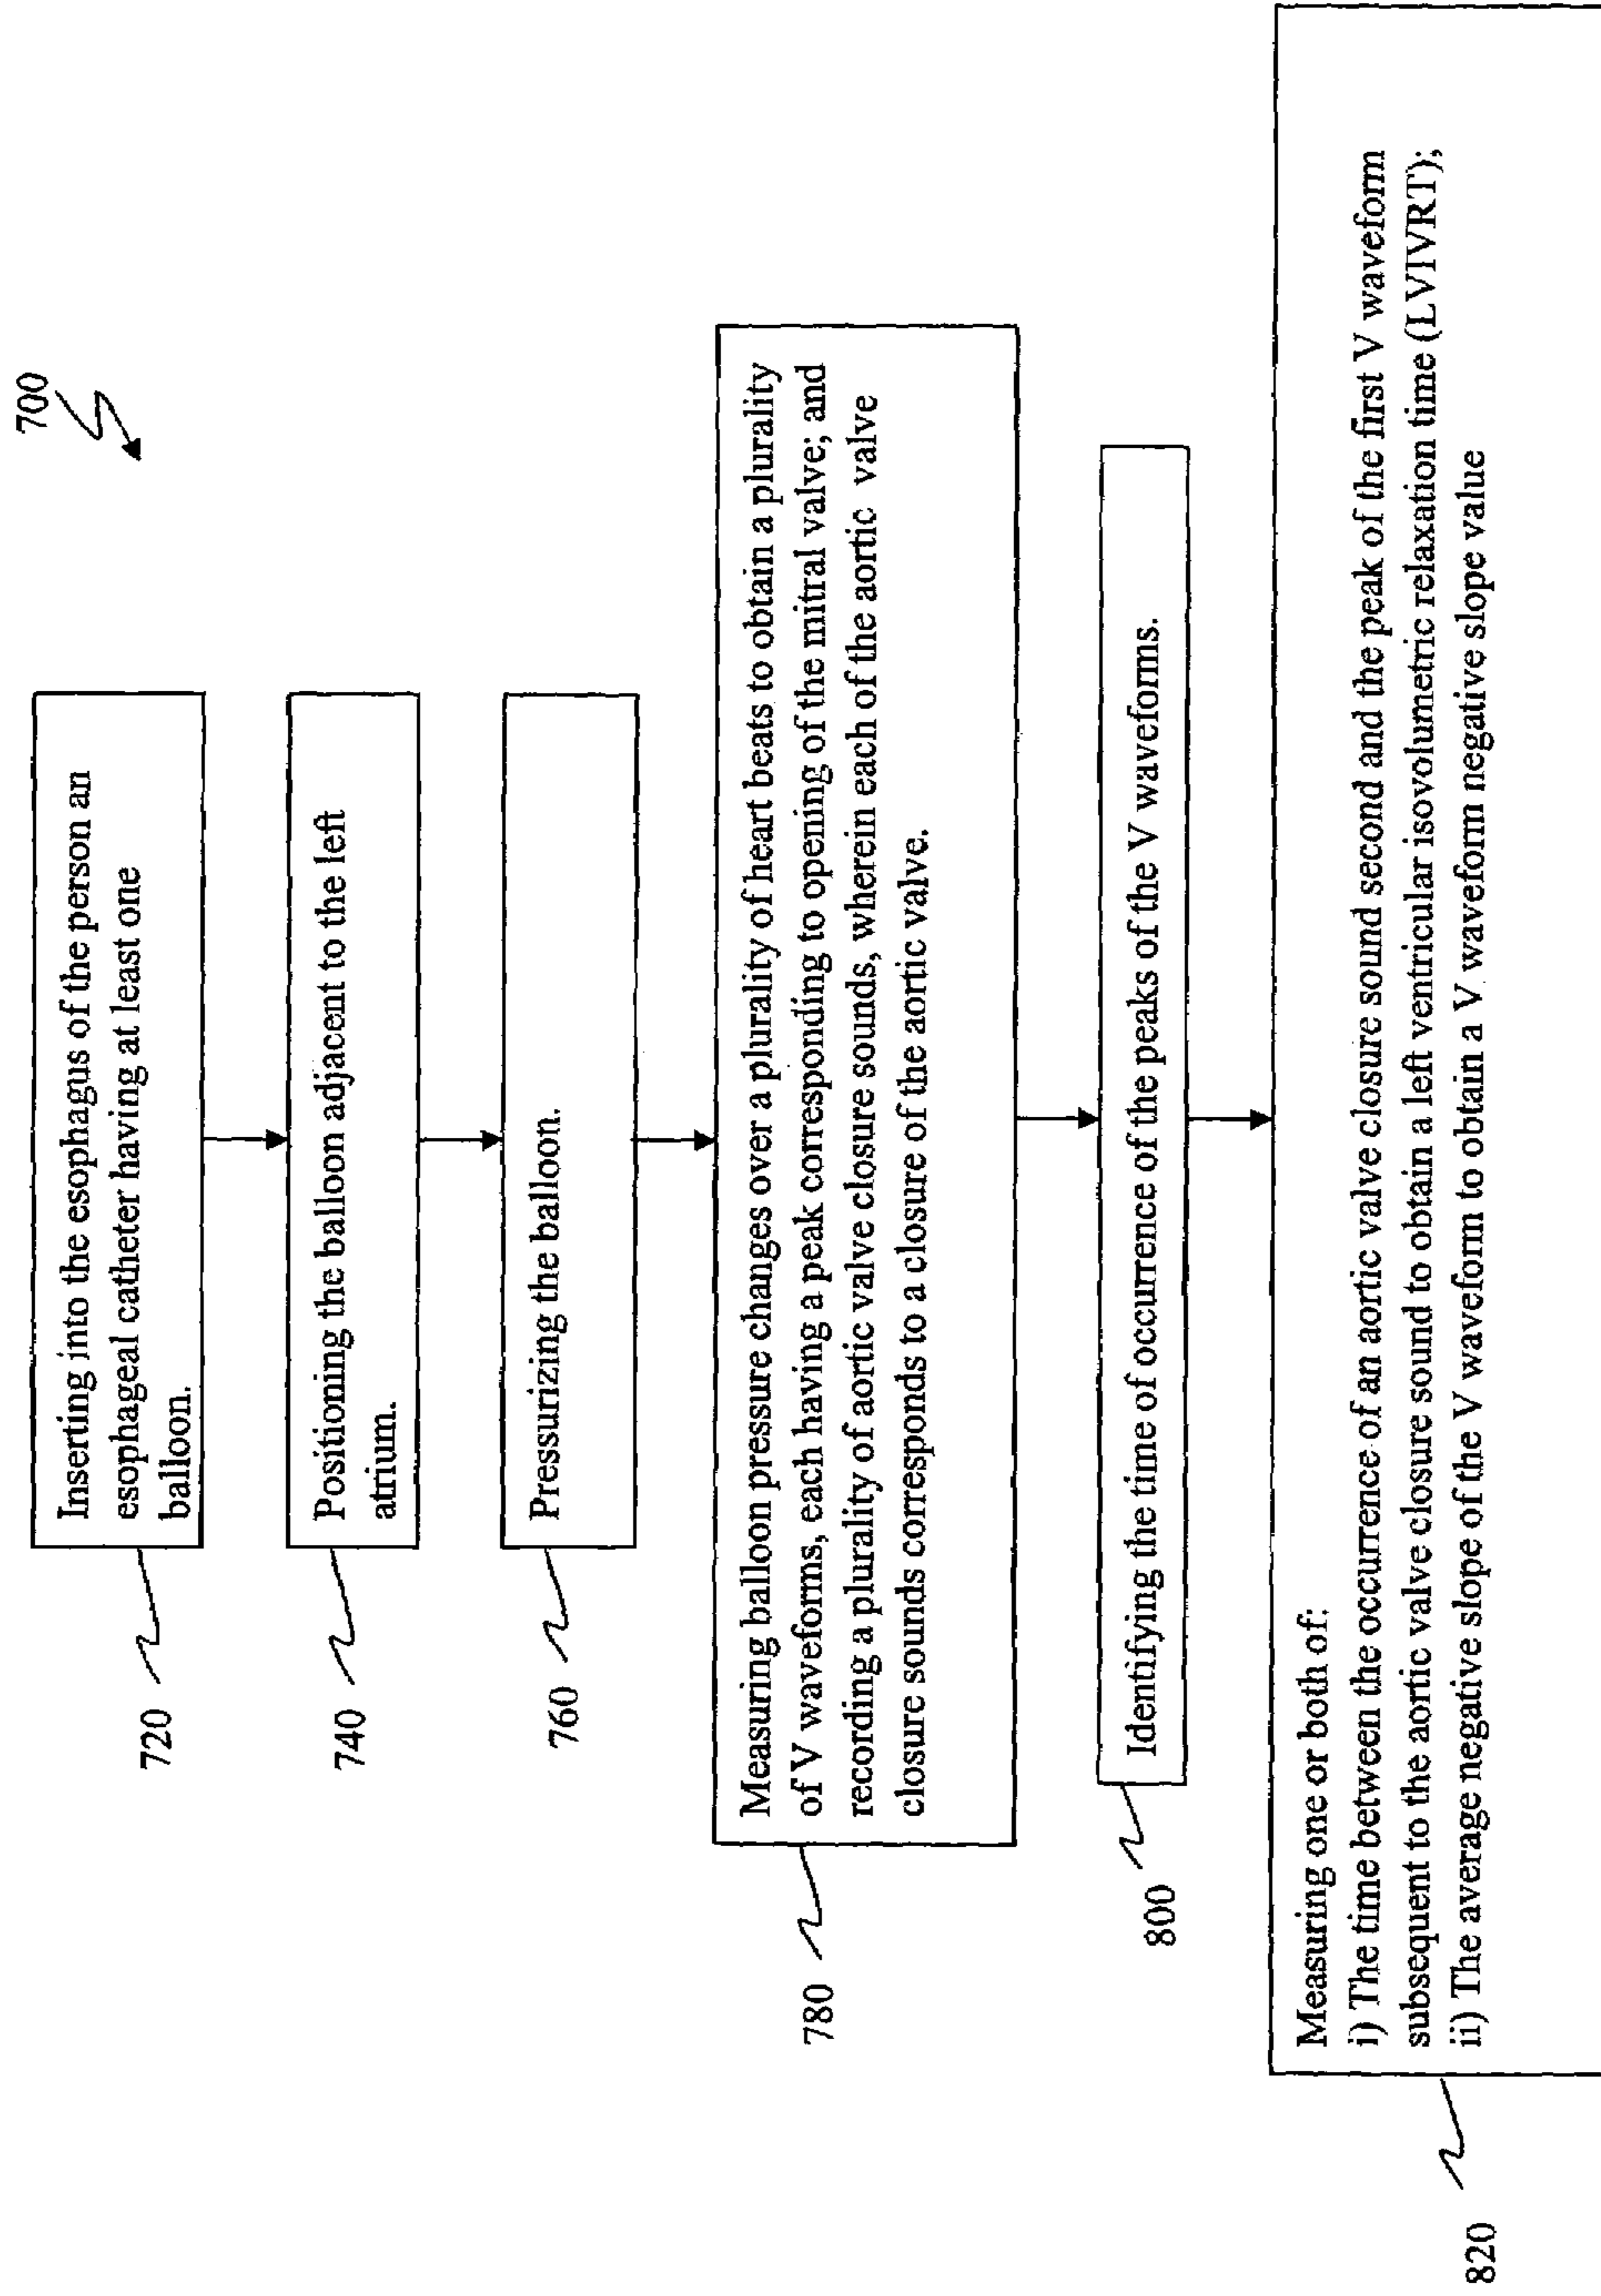 700
720
Inserting into the esophagus of the person an
esophageal catheter having at least one
balloon.
740
Positioning the balloon adjacent to the left
atrium.
760
Pressurizing the balloon.
780
Measuring balloon pressure changes over a plurality of heart beats to obtain a plurality
of V waveforms, each having a peak corresponding to opening of the mitral valve; and
recording a plurality of aortic valve closure sounds, wherein each of the aortic valve
closure sounds corresponds to a closure of the aortic valve.
800
Identifying the time of occurrence of the peaks of the V waveforms.
820
Measuring one or both of:
i) The time between the occurrence of an aortic valve closure sound second and the peak of the first V waveform
subsequent to the aortic valve closure sound to obtain a left ventricular isovolumetric relaxation time (LVIVRT);
ii) The average negative slope of the V waveform to obtain a V waveform negative slope value